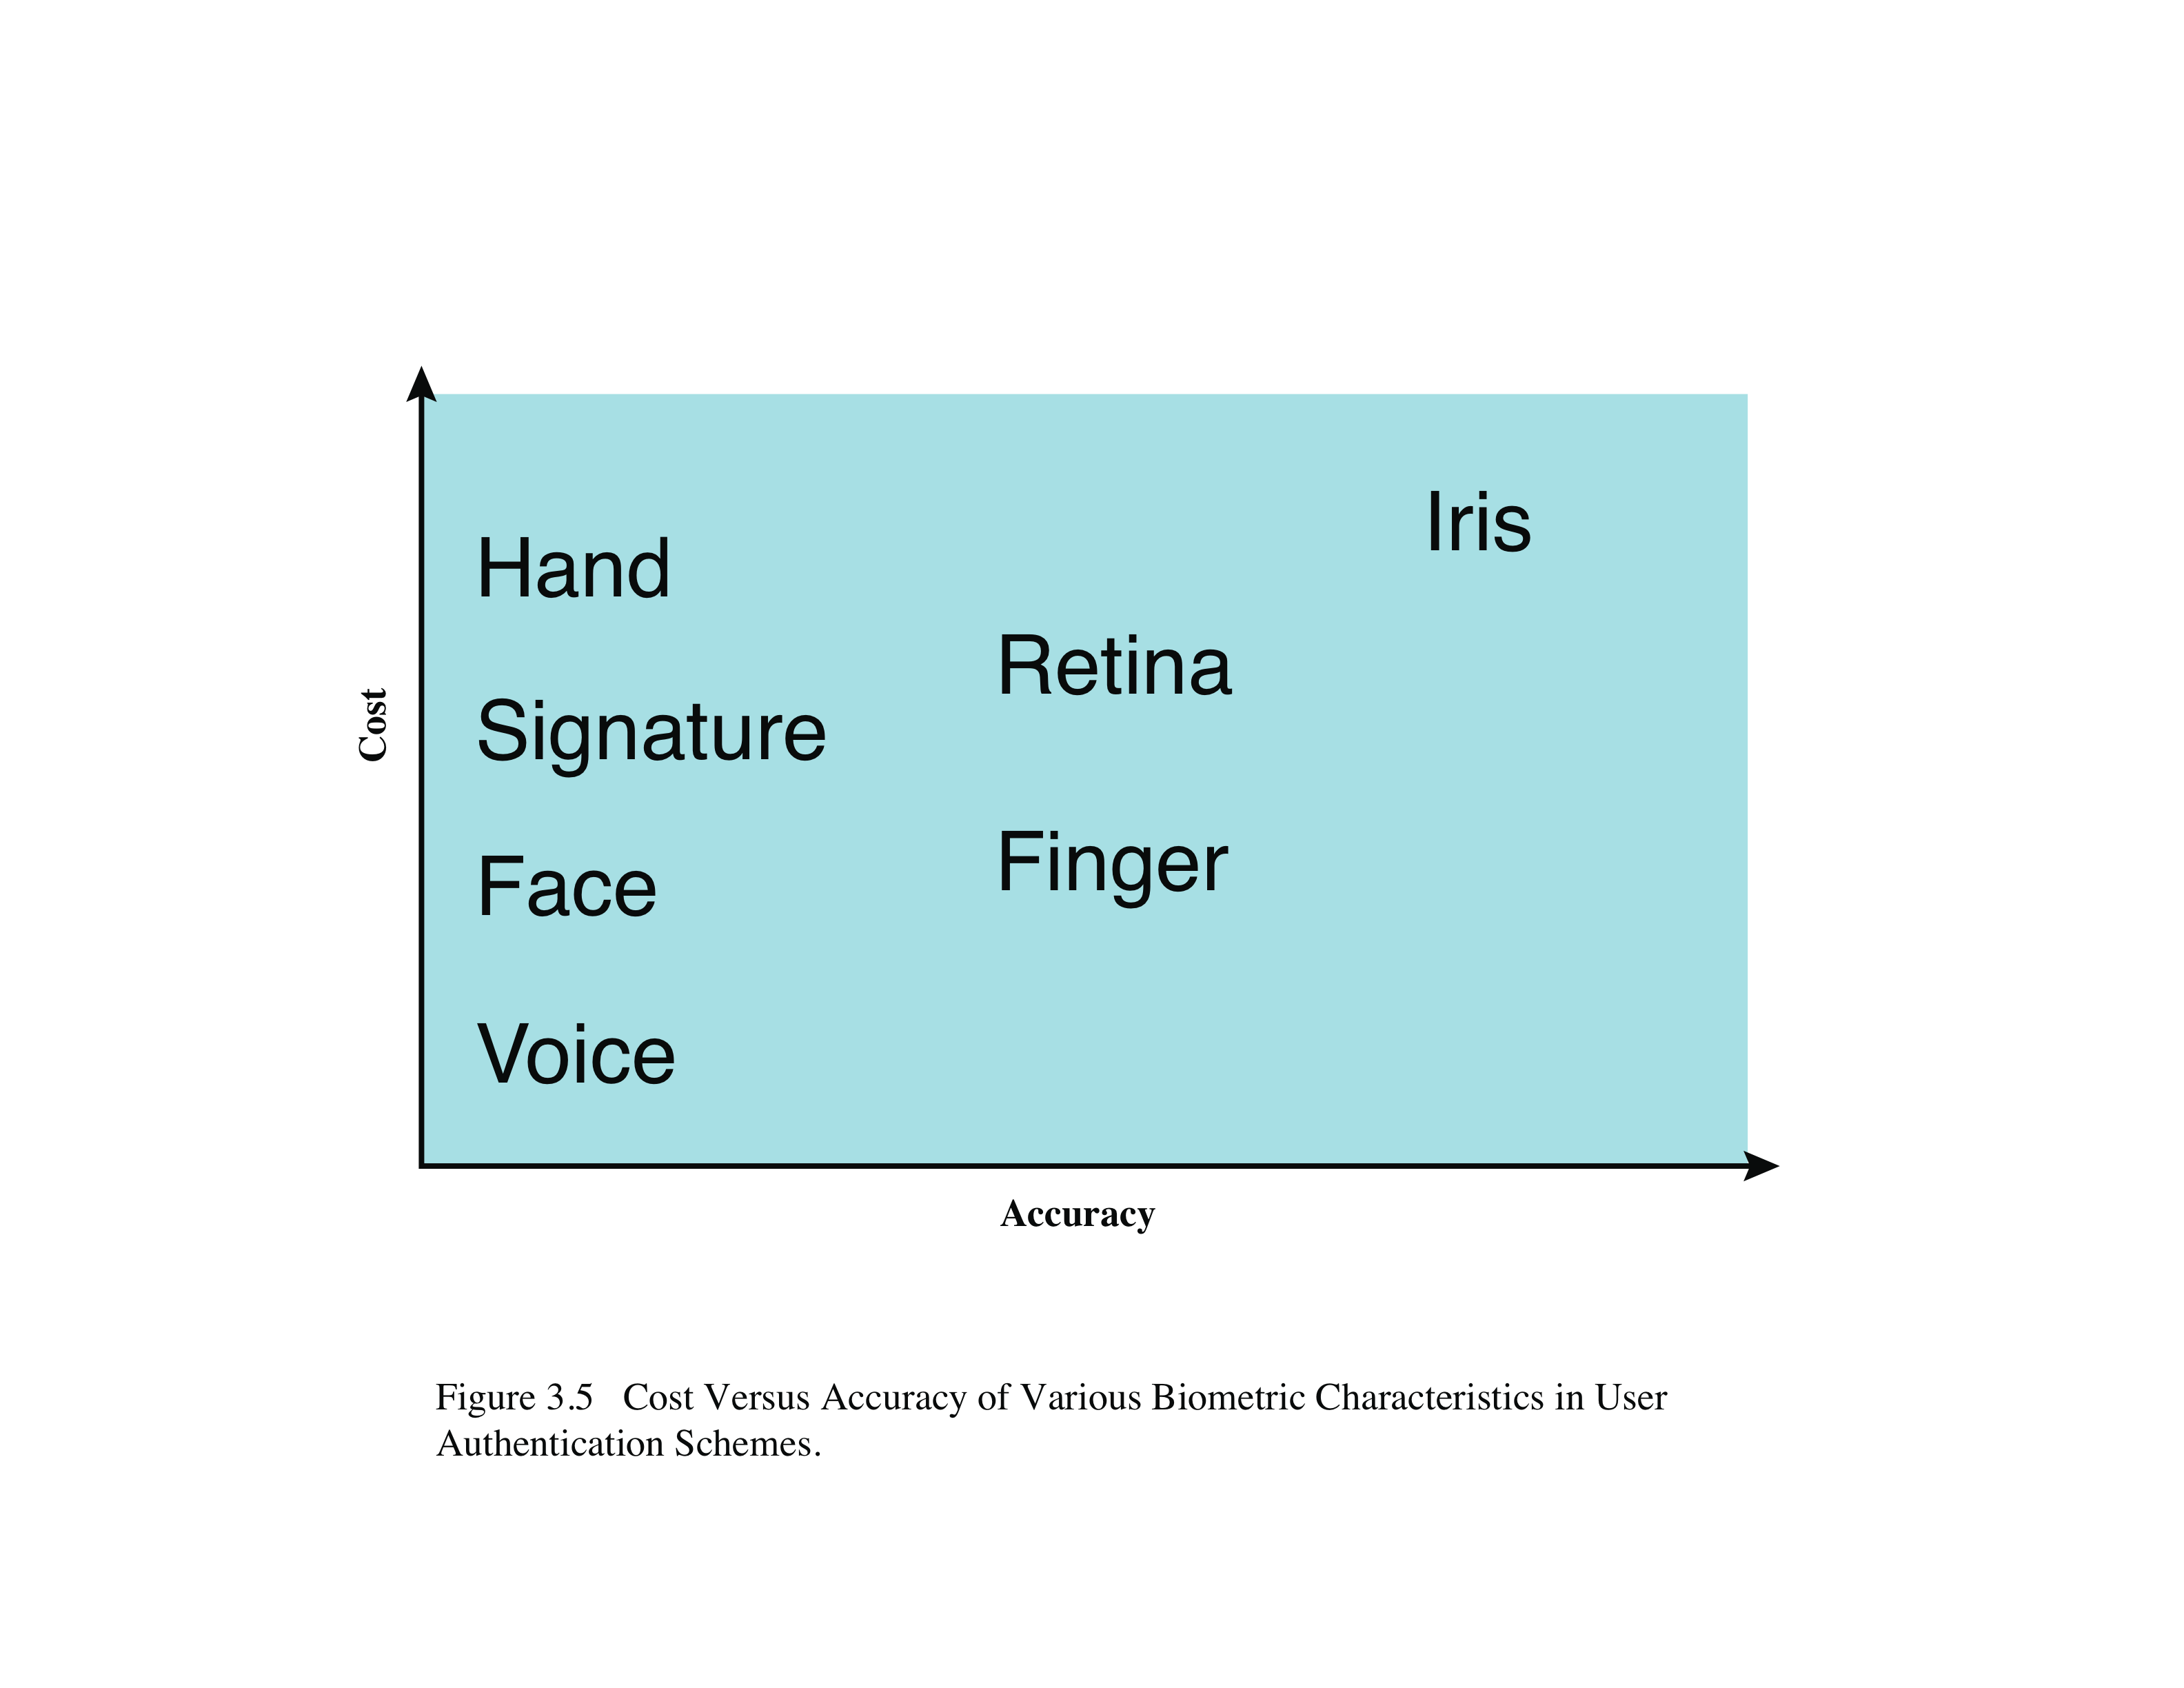 Iris
Hand
Retina
Signature
Cost
Finger
Face
Voice
Accuracy
Figure 3.5 Cost Versus Accuracy of Various Biometric Characteristics in User
Authentication Schemes.